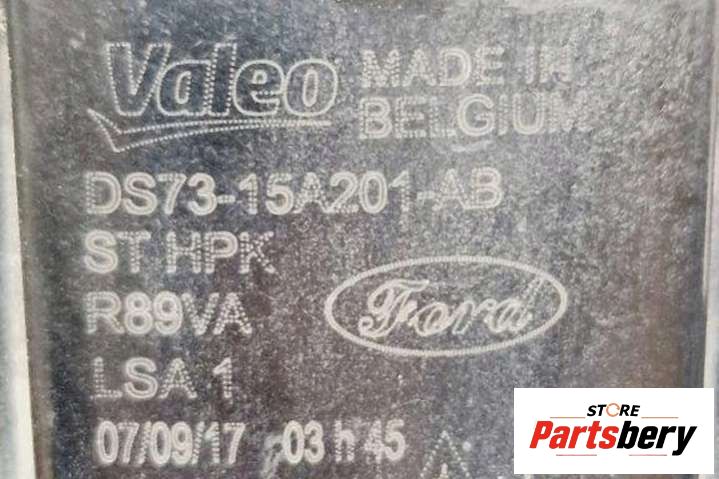 Valeo MADE IN
BELGIUM
DS73-15A201-AB
ST HPK
R89VA
Ford
LSA 1
07/09/17 03 h 45
STORE
Partsbery